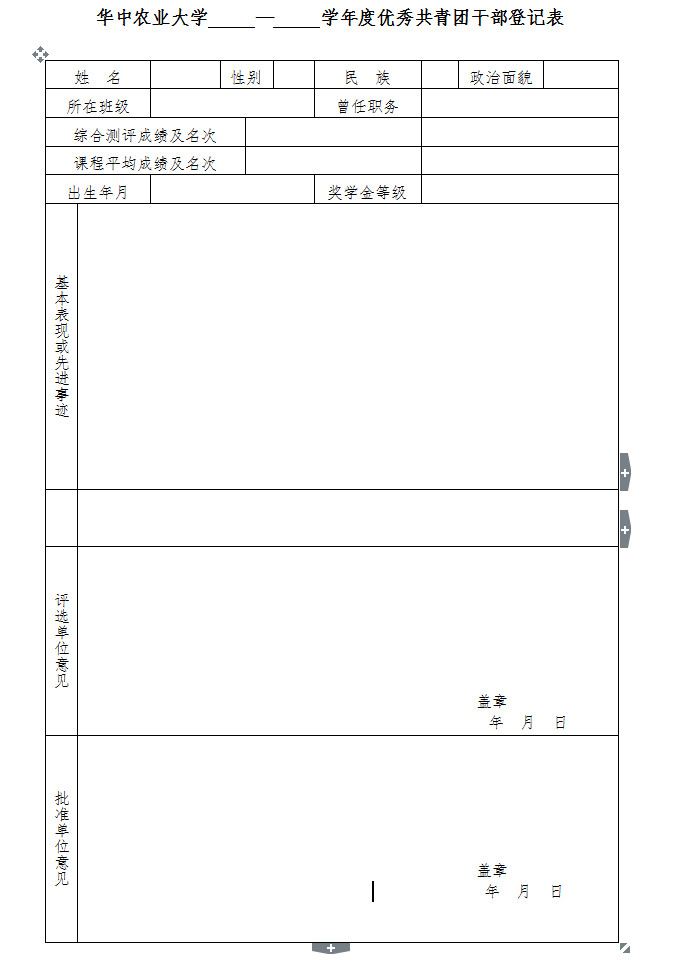 华中农业大学_____—_____学年度优秀共青团干部登记表
姓 名 性别 民 族 政治面貌
所在班级 曾任职务
综合测评成绩及名次
课程平均成绩及名次
出生年月 奖学金等级
基本表现或先进事迹
评选单位意见
盖章
年 月 日
批准单位意见
盖章
年 月 日